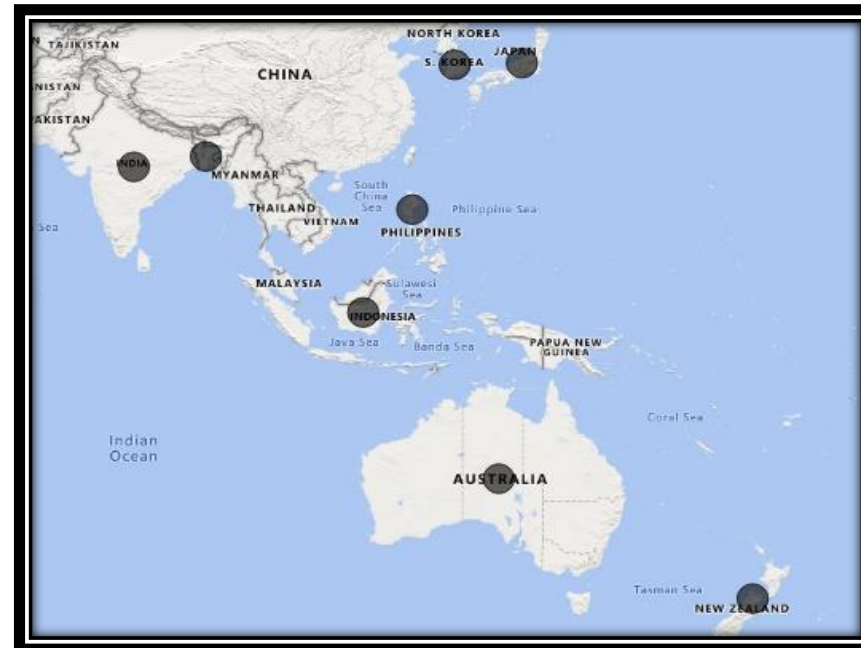 NORTH KOREA
TAJIKISTAN
JAPAN
S. KOREA
CHINA
NISTAN
AKISTAN
INDIA
MYANMAR
South
China
Sea
THAILAND
Philippine Sea
VIETNAM
Sea
PHILIPPINES
MALAYSIA
Sulawesi
Sea
INDONESIA
Java Sea
Banda Sea
PAPUA NEW
GUINEA
Coral Sea
Indian
Ocean
AUSTRALIA
Tasman Sea
NEW ZEALAND